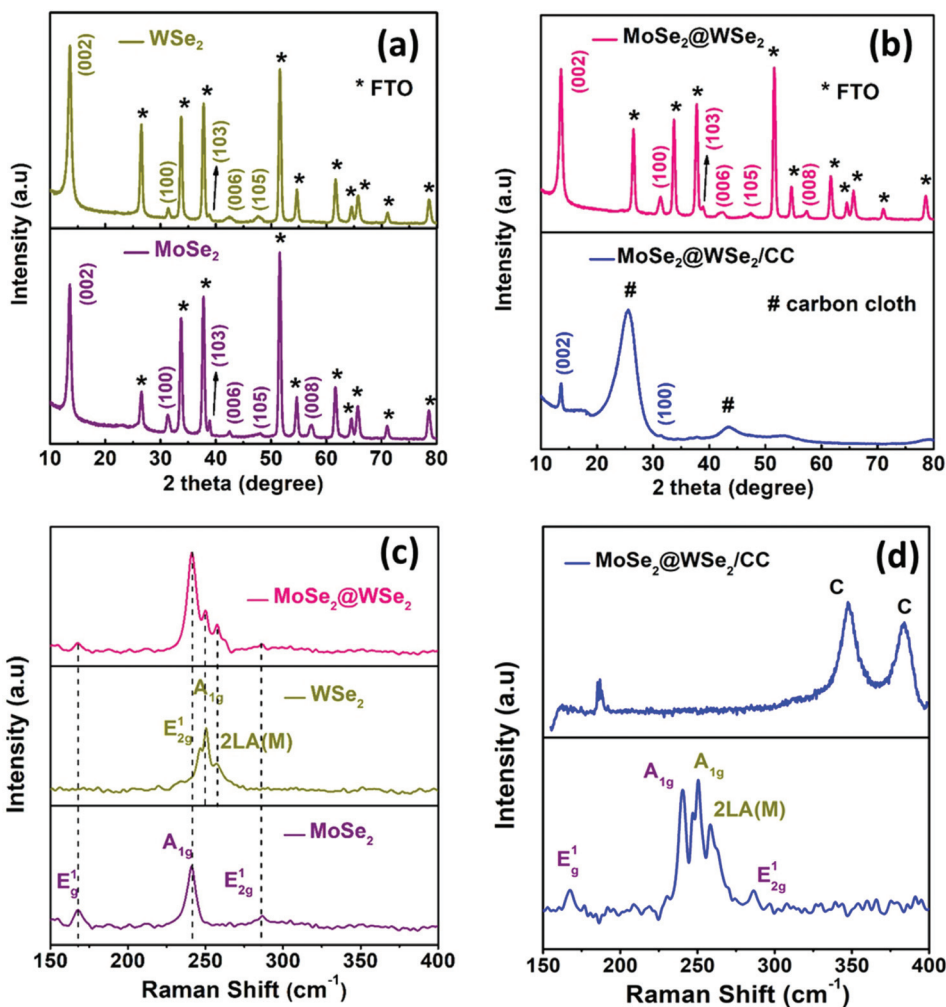 (a)
WSe₂
* FTO
(002)
*
*
*
*
*
*
*
*
*
*
(100)
(103)
(006)
(105)
MoSe₂
(002)
*
*
*
*
*
*
*
*
*
*
(100)
(103)
(006)
(105)
(008)
Intensity (a.u)
10 20 30 40 50 60 70 80
2 theta (degree)
(b)
MoSe₂@WSe₂
* FTO
(002)
*
*
*
*
*
*
*
*
*
*
(100)
(103)
(006)
(105)
(008)
MoSe₂@WSe₂/CC
# carbon cloth
(002)
#
(100)
#
Intensity (a.u)
10 20 30 40 50 60 70 80
2 theta (degree)
(c)
MoSe₂@WSe₂
WSe₂
A₁g
E¹₂g
2LA(M)
MoSe₂
A₁g
E¹g
E¹₂g
Intensity (a.u)
150 200 250 300 350 400
Raman Shift (cm⁻¹)
(d)
MoSe₂@WSe₂/CC
C
C
A₁g
A₁g
2LA(M)
E¹g
E¹₂g
Intensity (a.u)
150 200 250 300 350 400
Raman Shift (cm⁻¹)